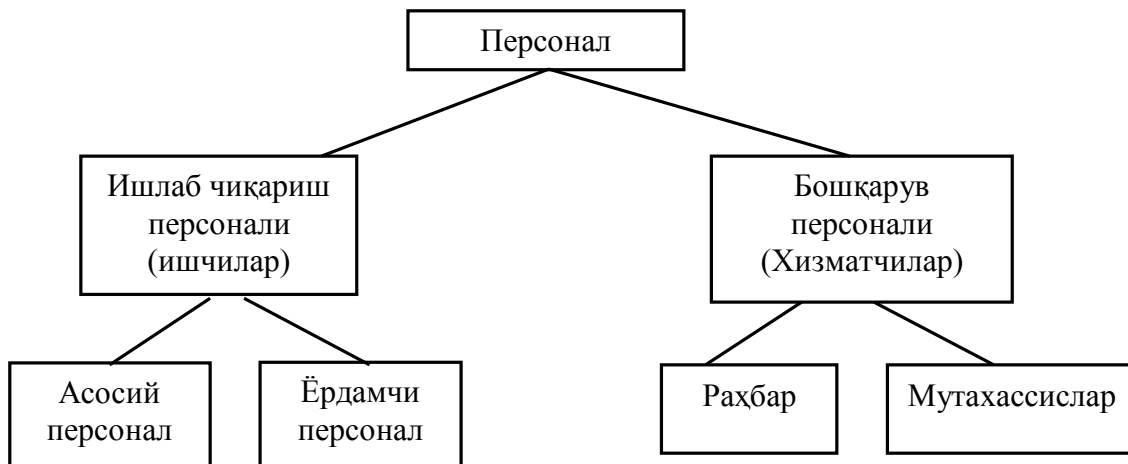 Персонал
Ишлаб чиқариш
персонали
(ишчилар)
Бошқарув
персонали
(Хизматчилар)
Асосий
персонал
Ёрдамчи
персонал
Раҳбар
Мутахассислар